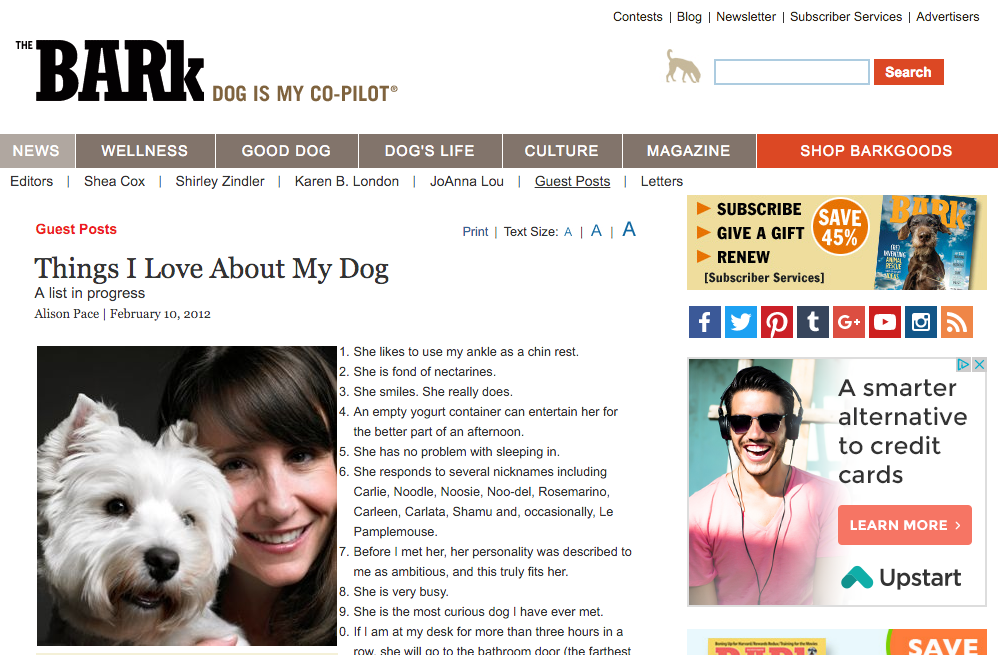 Contests | Blog | Newsletter | Subscriber Services | Advertisers
THE BARk DOG IS MY CO-PILOT®
Search
NEWS WELLNESS GOOD DOG DOG'S LIFE CULTURE MAGAZINE SHOP BARKGOODS
Editors | Shea Cox | Shirley Zindler | Karen B. London | JoAnna Lou | Guest Posts | Letters
Guest Posts
Print | Text Size: A | A | A
Things I Love About My Dog
A list in progress
Alison Pace | February 10, 2012
1. She likes to use my ankle as a chin rest.
2. She is fond of nectarines.
3. She smiles. She really does.
4. An empty yogurt container can entertain her for
the better part of an afternoon.
5. She has no problem with sleeping in.
6. She responds to several nicknames including
Carlie, Noodle, Noosie, Noo-del, Rosemarino,
Carleen, Carlata, Shamu and, occasionally, Le
Pamplemouse.
7. Before I met her, her personality was described to
me as ambitious, and this truly fits her.
8. She is very busy.
9. She is the most curious dog I have ever met.
0. If I am at my desk for more than three hours in a
row, she will go to the bathroom door (the farthest
SUBSCRIBE
GIVE A GIFT
RENEW
[Subscriber Services]
SAVE
45%
BARk
f t G+
A smarter
alternative
to credit
cards
LEARN MORE >
Upstart
BARk
SAVE